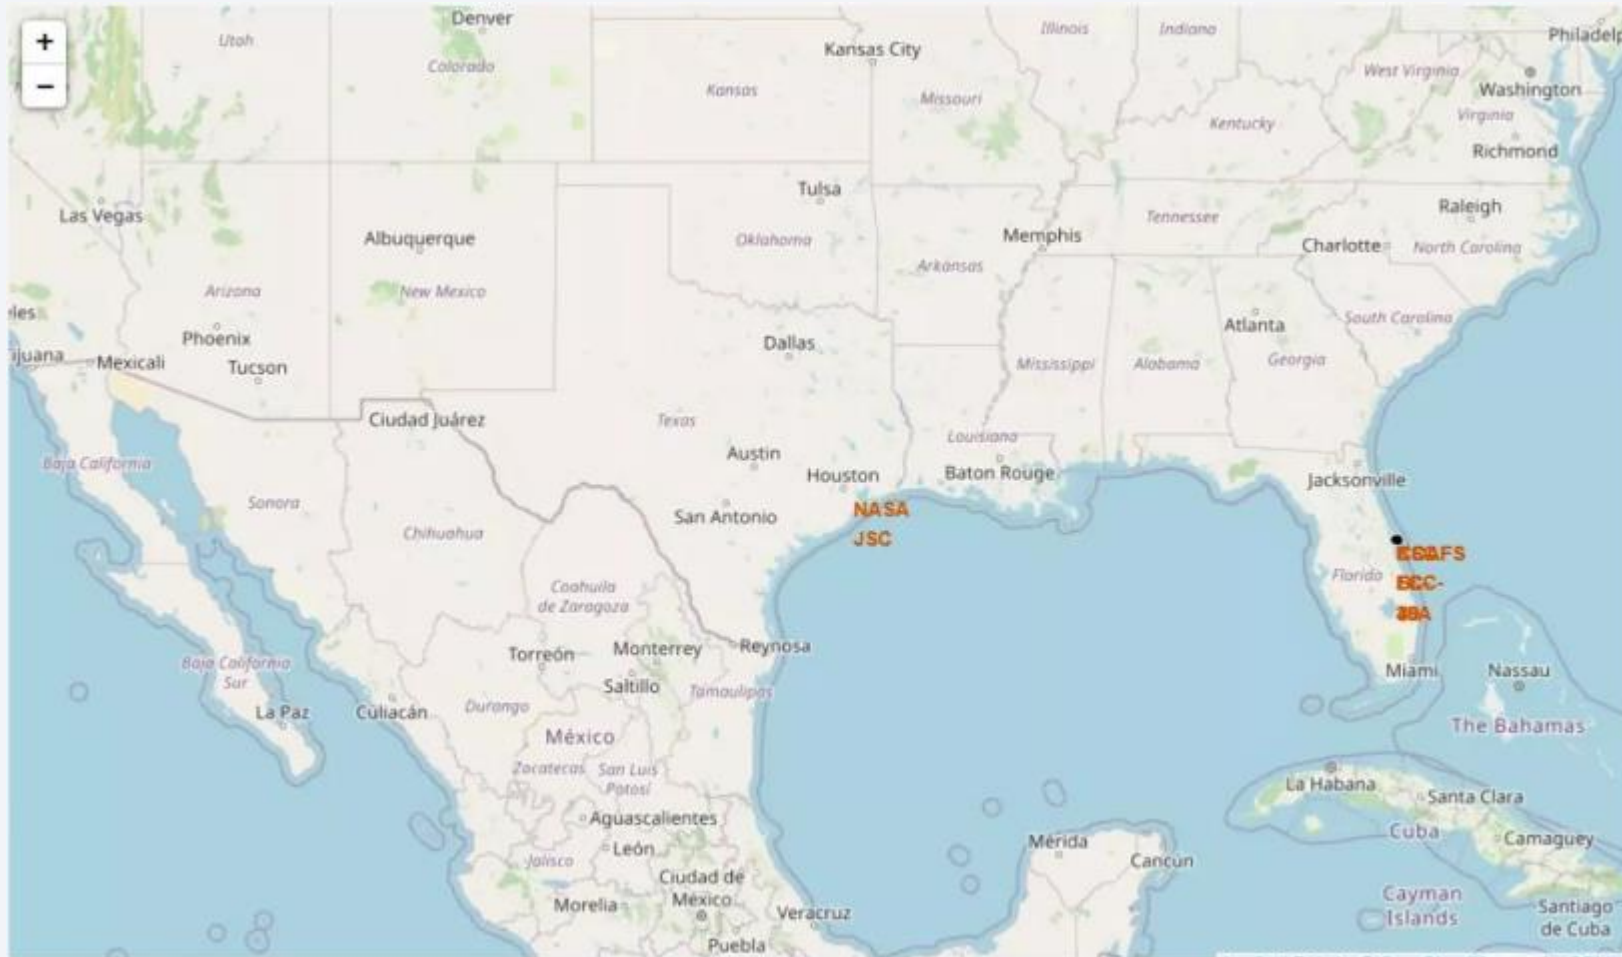 +
−
Denver
Utah
Colorado
Kansas City
Kansas
Missouri
Illinois
Indiana
West Virginia
Washington
Virginia
Kentucky
Richmond
Las Vegas
Albuquerque
Tulsa
Oklahoma
Memphis
Tennessee
Raleigh
Charlotte
North Carolina
Arkansas
Arizona
New Mexico
Phoenix
Tucson
Mexicali
Dallas
Atlanta
South Carolina
Mississippi
Alabama
Georgia
Ciudad Juárez
Texas
Louisiana
Austin
Houston
Baton Rouge
Jacksonville
Baja California
Sonora
San Antonio
NASA
JSC
Chihuahua
Florida
Coahuila
de Zaragoza
Torreón
Monterrey
Reynosa
Saltillo
Tamaulipas
Miami
Nassau
Baja California
Sur
La Paz
Culiacán
Durango
México
The Bahamas
Zacatecas
San Luis
Potosí
La Habana
Santa Clara
Aguascalientes
Cuba
Camaguey
León
Jalisco
Mérida
Cancún
Ciudad de
México
Morelia
Veracruz
Cayman
Islands
Santiago
de Cuba
Puebla